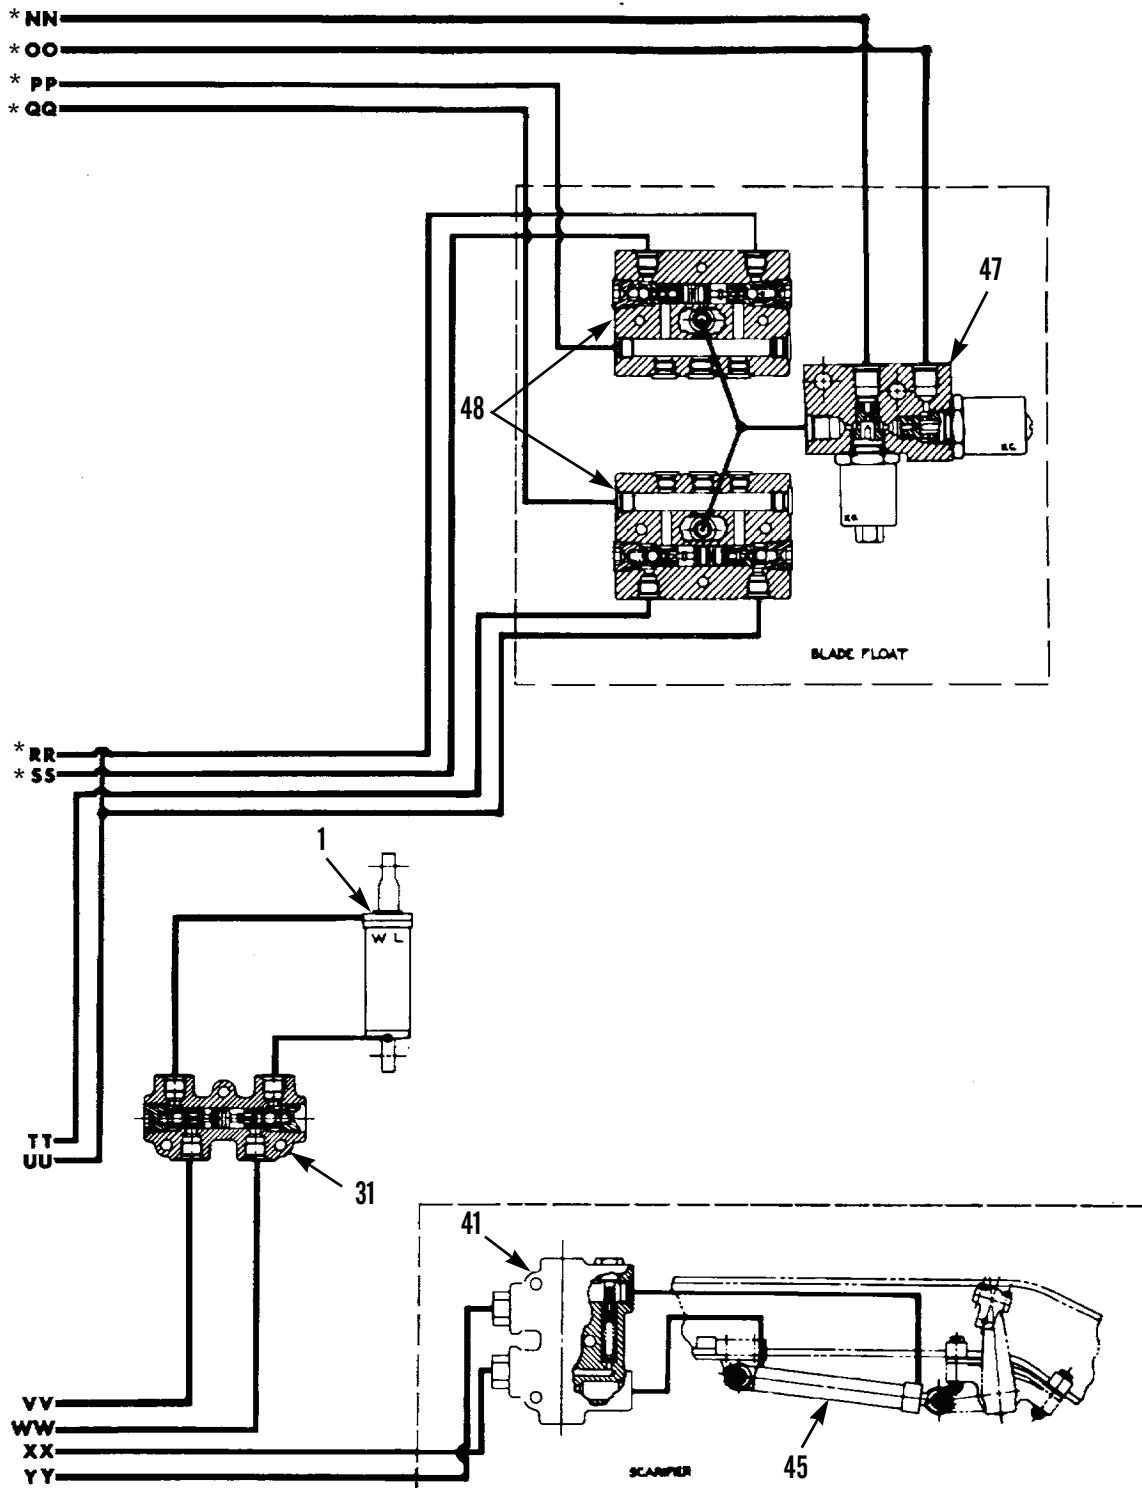 * NN
* OO
* PP
* QQ
47
48
BLADE FLOAT
* RR
* SS
1
W L
TT
UU
31
41
VV
WW
XX
YY
SCARIFIER
45